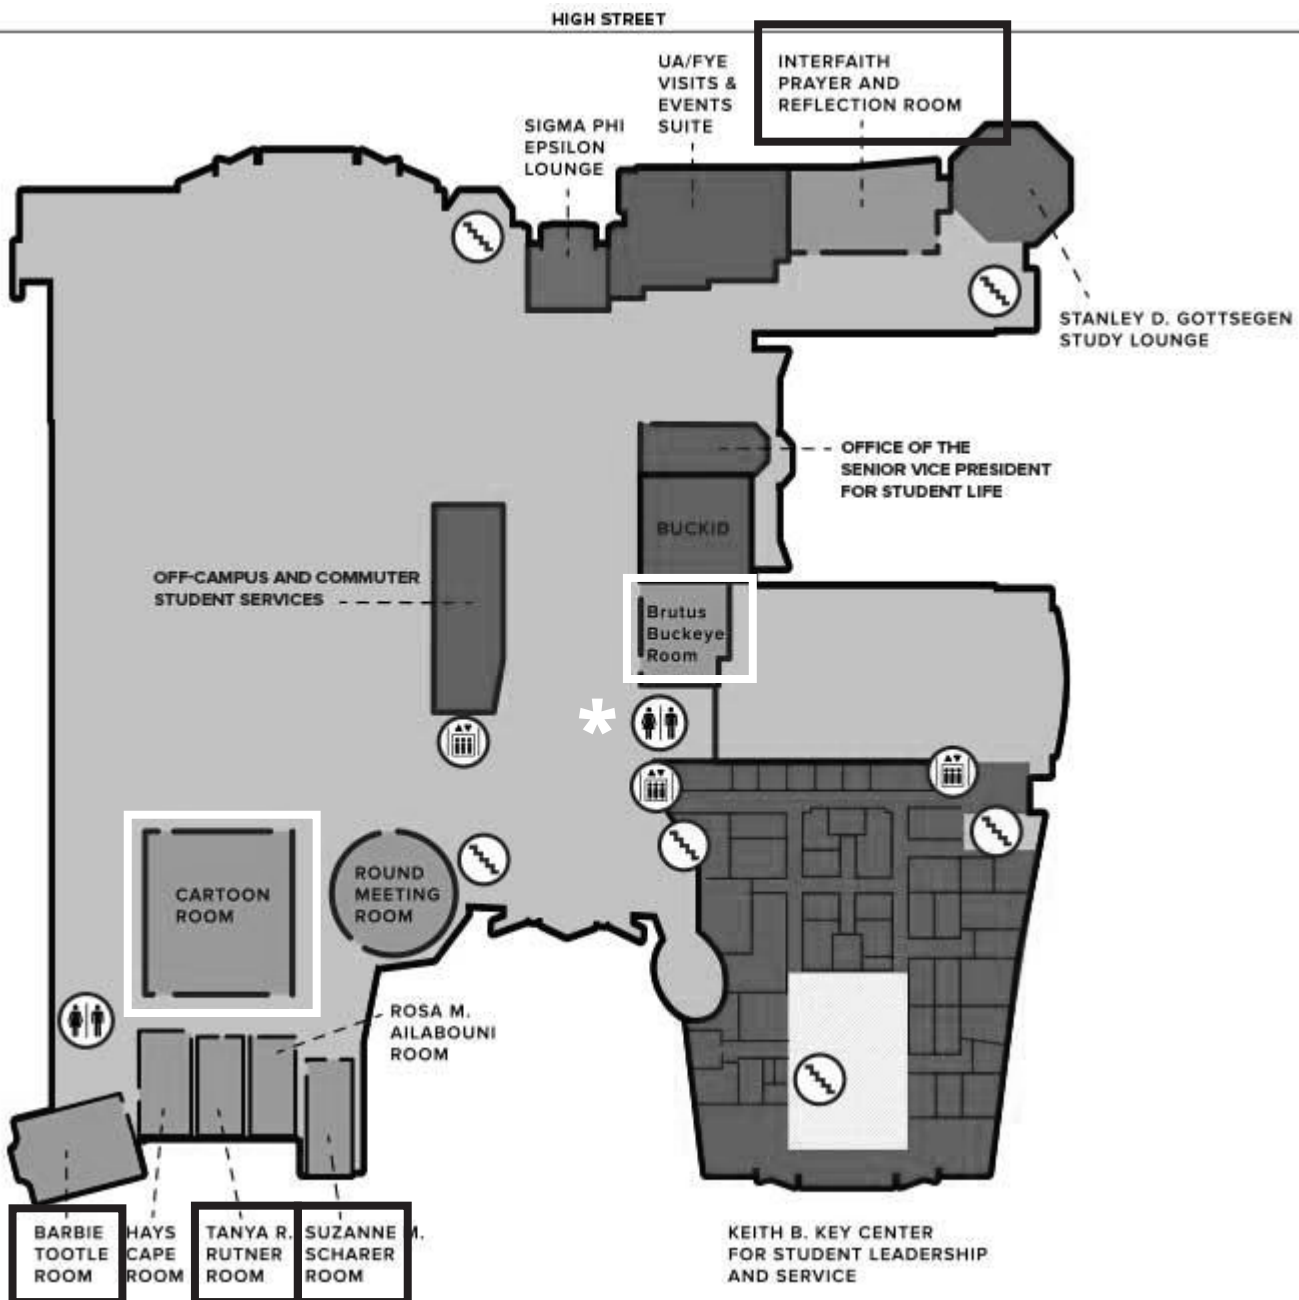 HIGH STREET
UA/FYE
VISITS &
EVENTS
SUITE
INTERFAITH
PRAYER AND
REFLECTION ROOM
SIGMA PHI
EPSILON
LOUNGE
STANLEY D. GOTTSEGEN
STUDY LOUNGE
OFFICE OF THE
SENIOR VICE PRESIDENT
FOR STUDENT LIFE
BUCKID
OFF-CAMPUS AND COMMUTER
STUDENT SERVICES
Brutus
Buckeye
Room
*
CARTOON
ROOM
ROUND
MEETING
ROOM
ROSA M.
AILABOUNI
ROOM
BARBIE
TOOTLE
ROOM
HAYS
CAPE
ROOM
TANYA R.
RUTNER
ROOM
SUZANNE M.
SCHARER
ROOM
KEITH B. KEY CENTER
FOR STUDENT LEADERSHIP
AND SERVICE